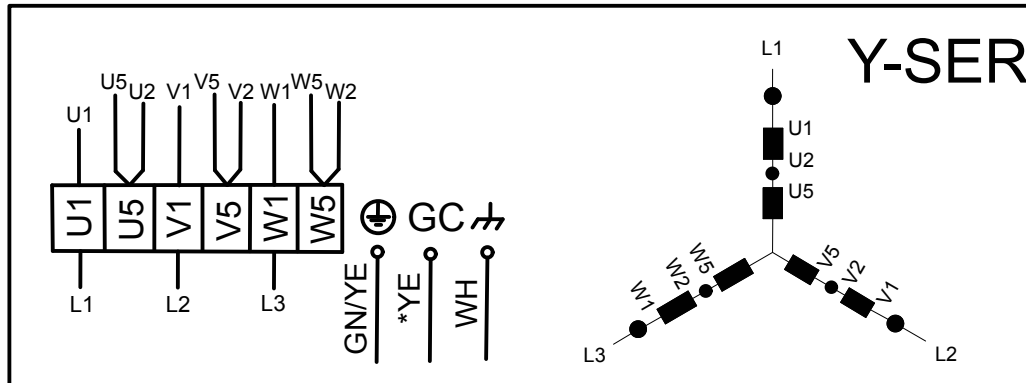 Y-SER
U1 U5 U2 V1 V5 V2 W1 W5 W2
U1 U5 V1 V5 W1 W5
L1 L2 L3
GC
GN/YE *YE WH
L1
U1
U2
U5
W1 W2 W5
V5 V2 V1
L3 L2